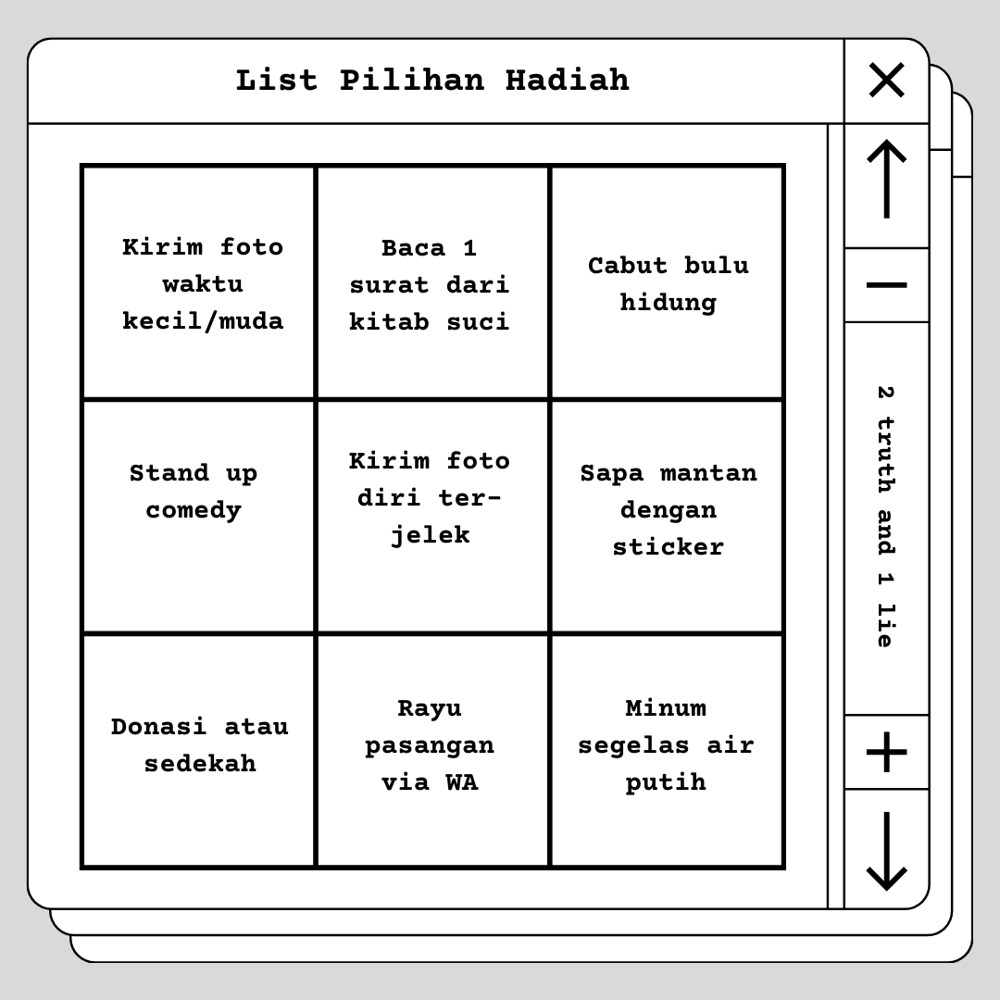 List Pilihan Hadiah
Kirim foto
waktu
kecil/muda
Baca 1
surat dari
kitab suci
Cabut bulu
hidung
Stand up
comedy
Kirim foto
diri ter-
jelek
Sapa mantan
dengan
sticker
Donasi atau
sedekah
Rayu
pasangan
via WA
Minum
segelas air
putih
2 truth and 1 lie